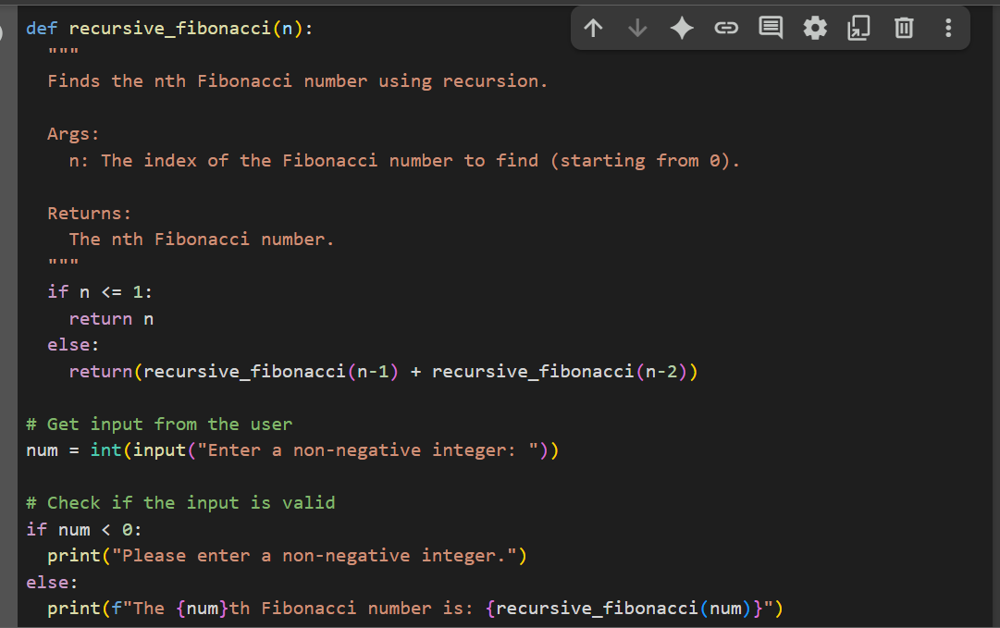 def recursive_fibonacci(n):
  """
  Finds the nth Fibonacci number using recursion.

  Args:
    n: The index of the Fibonacci number to find (starting from 0).

  Returns:
    The nth Fibonacci number.
  """
  if n <= 1:
    return n
  else:
    return(recursive_fibonacci(n-1) + recursive_fibonacci(n-2))

# Get input from the user
num = int(input("Enter a non-negative integer: "))

# Check if the input is valid
if num < 0:
  print("Please enter a non-negative integer.")
else:
  print(f"The {num}th Fibonacci number is: {recursive_fibonacci(num)}")